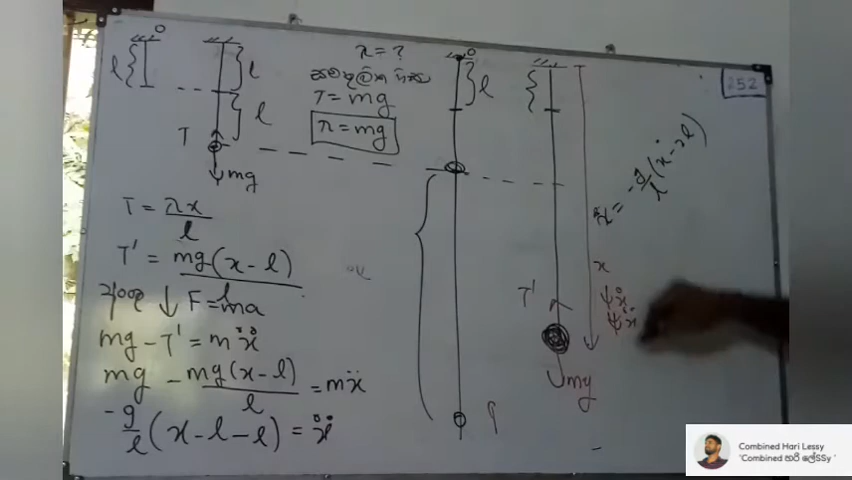 O
l
l
l
T
mg
x = ?
T = mg
λ = mg
T = λx / l
T' = mg(x - l) / l
↓ F = ma
mg - T' = mẍ
mg - mg(x - l) / l = mẍ
-g/l (x - l - l) = ẍ
O
l
x
T'
mg
ẋ
ẍ
ẍ = -g/l (x - 2l)
252
Combined Hari Lessy
'Combined හරි ලේSSy '